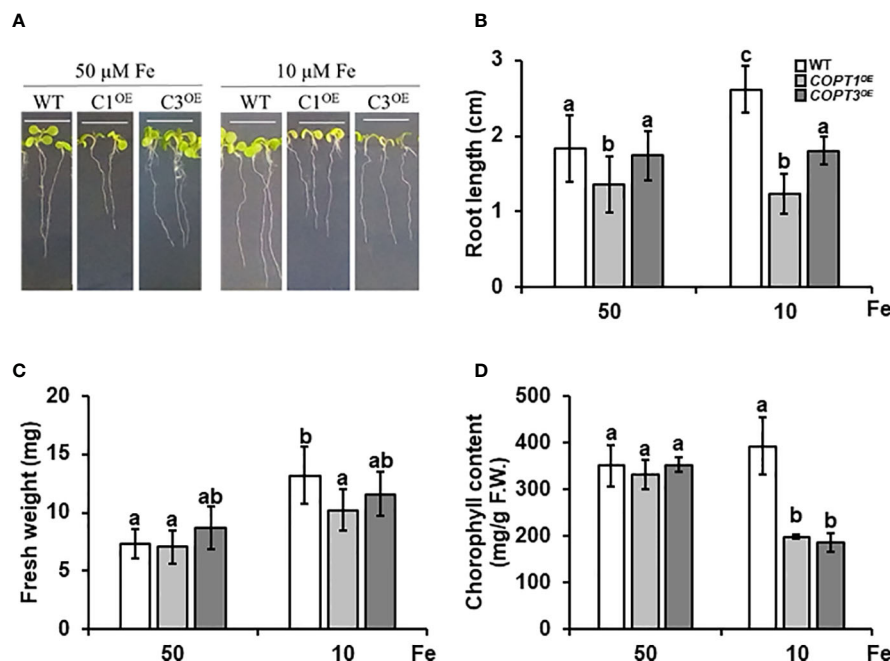 A
50 μM Fe
10 μM Fe
WT C1OE C3OE WT C1OE C3OE
B
Root length (cm)
3
2
1
0
a b a c b a
WT
COPT1OE
COPT3OE
50 10 Fe
C
Fresh weight (mg)
20
15
10
5
0
a a ab b a ab
50 10 Fe
D
Chorophyll content
(mg/g F.W.)
500
400
300
200
100
0
a a a a b b
50 10 Fe